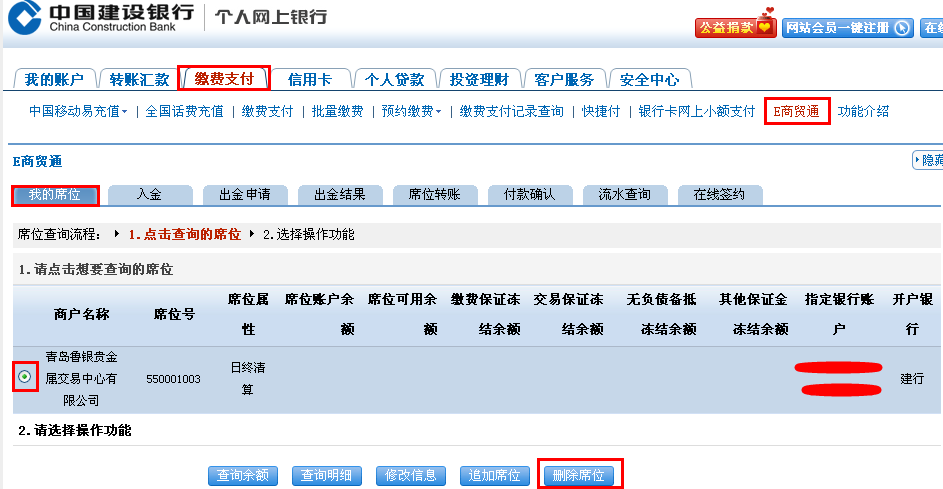 中国建设银行 个人网上银行
China Construction Bank
公益捐款 网站会员一键注册 在线
我的账户 转账汇款 缴费支付 信用卡 个人贷款 投资理财 客户服务 安全中心
中国移动易充值 | 全国话费充值 | 缴费支付 | 批量缴费 | 预约缴费 | 缴费支付记录查询 | 快捷付 | 银行卡网上小额支付 E商贸通 功能介绍
E商贸通
隐藏
我的席位 入金 出金申请 出金结果 席位转账 付款确认 流水查询 在线签约
席位查询流程: 1.点击查询的席位 2.选择操作功能
1.请点击想要查询的席位
商户名称 席位号 席位属性 席位账户余额 席位可用余额 缴费保证冻结余额 交易保证冻结余额 无负债备抵冻结余额 其他保证金冻结余额 指定银行账户 开户银行
青岛鲁银贵金属交易中心有限公司 550001003 日终清算 建行
2.请选择操作功能
查询余额 查询明细 修改信息 追加席位 删除席位